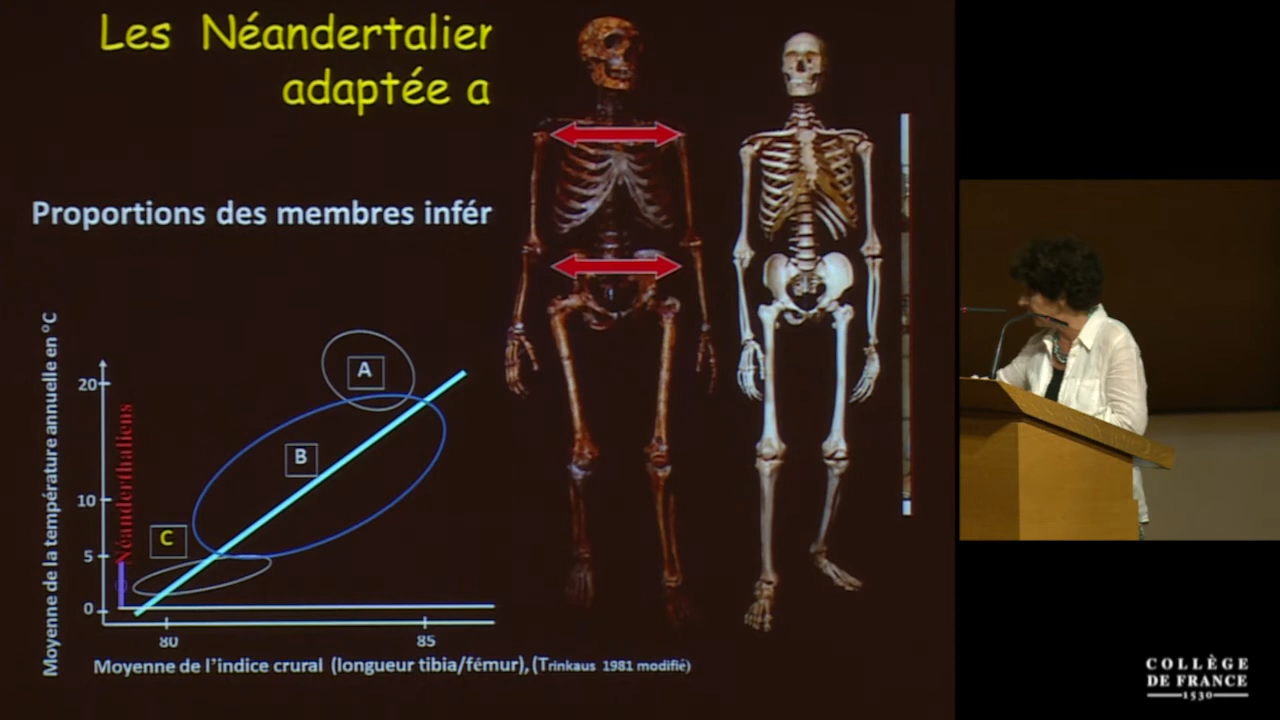 Les Néandertalier
adaptée a
Proportions des membres infér
Moyenne de la température annuelle en °C
20
10
5
0
Néanderthaliens
A
B
C
80
85
Moyenne de l'indice crural (longueur tibia/fémur), (Trinkaus 1981 modifié)
COLLÈGE
DE FRANCE
1530